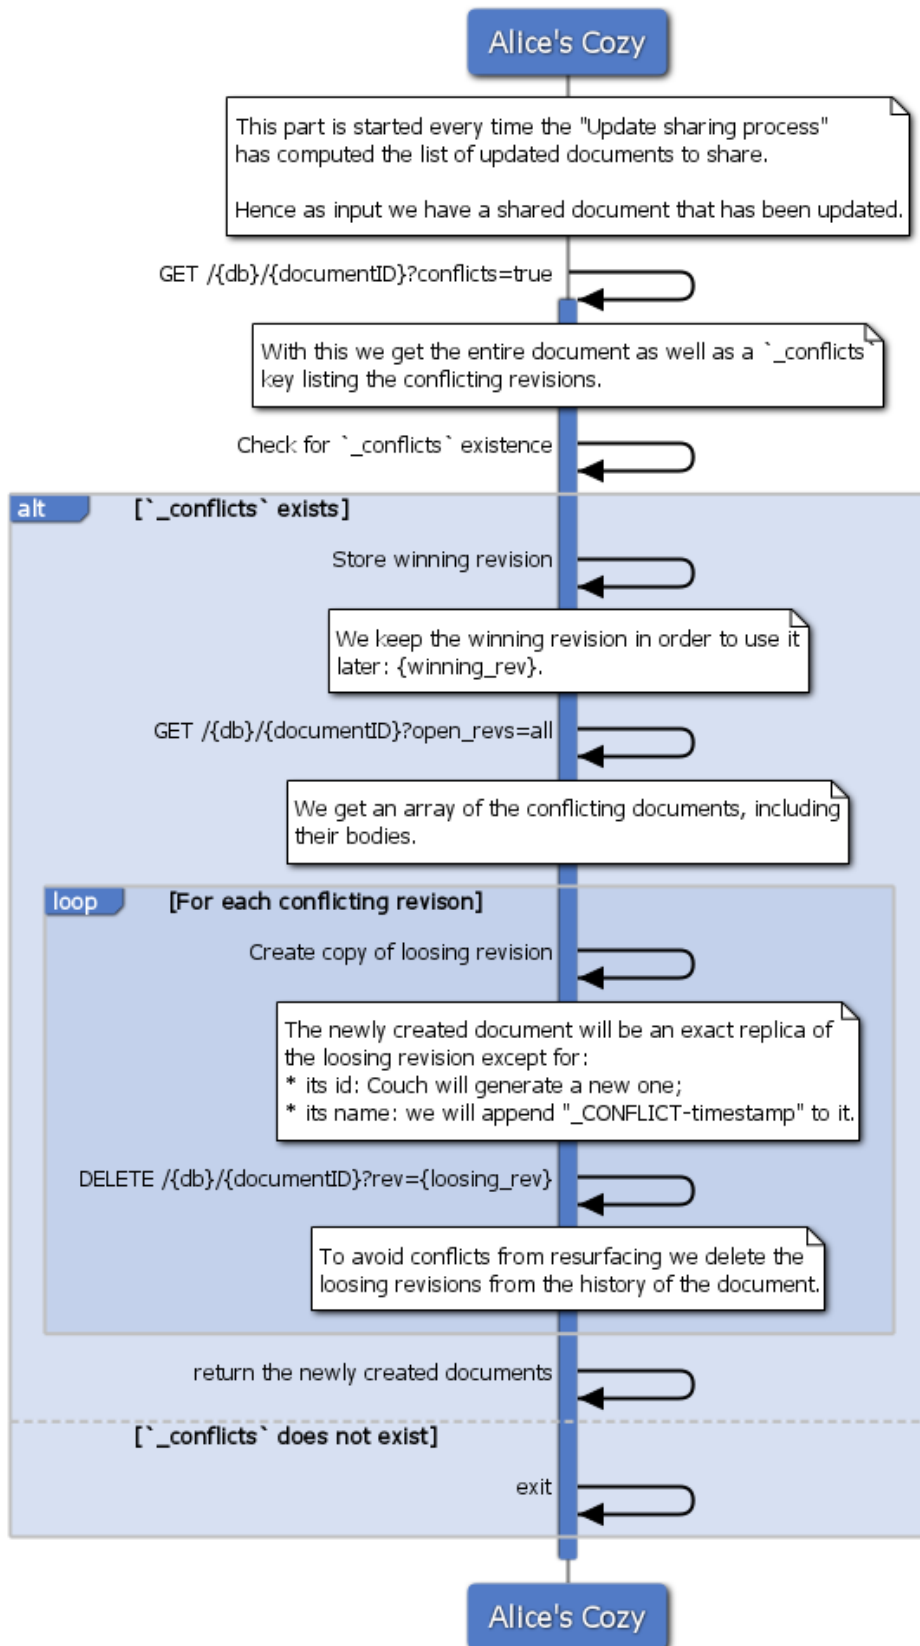 Alice's Cozy
This part is started every time the "Update sharing process"
has computed the list of updated documents to share.
Hence as input we have a shared document that has been updated.
GET /{db}/{documentID}?conflicts=true
With this we get the entire document as well as a `_conflicts`
key listing the conflicting revisions.
Check for `_conflicts` existence
alt [`_conflicts` exists]
Store winning revision
We keep the winning revision in order to use it
later: {winning_rev}.
GET /{db}/{documentID}?open_revs=all
We get an array of the conflicting documents, including
their bodies.
loop [For each conflicting revison]
Create copy of loosing revision
The newly created document will be an exact replica of
the loosing revision except for:
* its id: Couch will generate a new one;
* its name: we will append "_CONFLICT-timestamp" to it.
DELETE /{db}/{documentID}?rev={loosing_rev}
To avoid conflicts from resurfacing we delete the
loosing revisions from the history of the document.
return the newly created documents
[`_conflicts` does not exist]
exit
Alice's Cozy